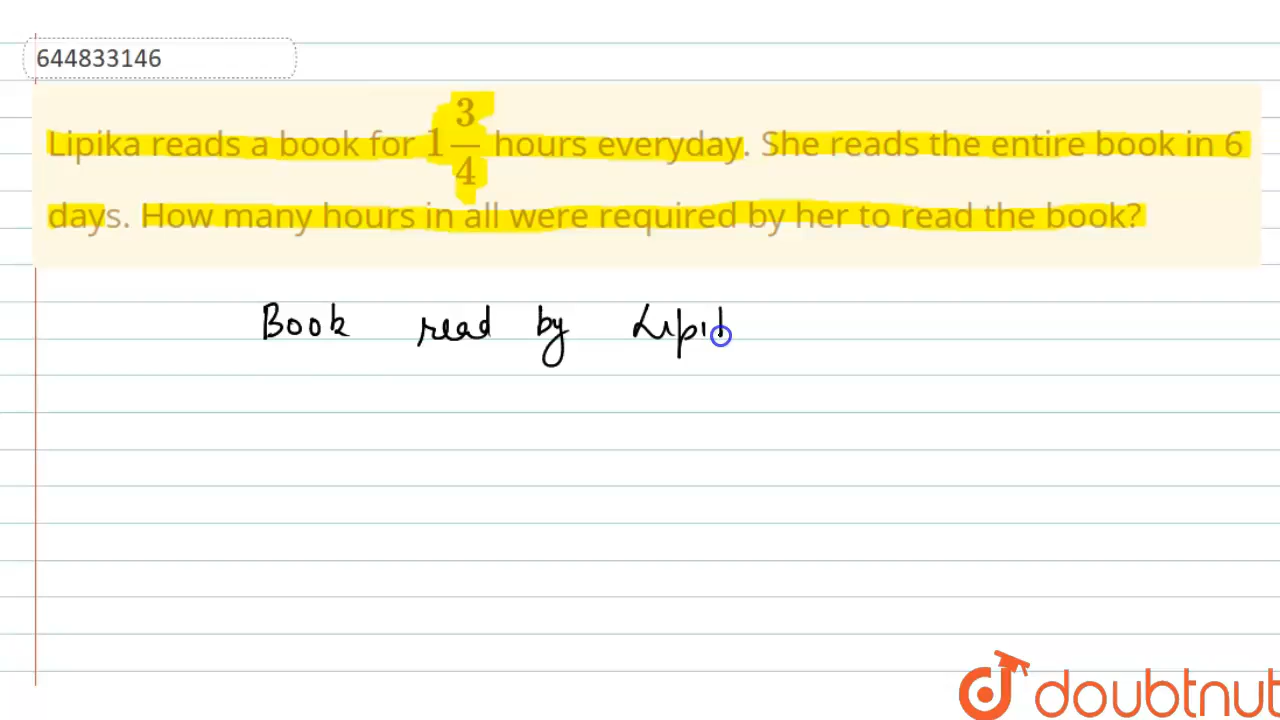 644833146
Lipika reads a book for 1 3/4 hours everyday. She reads the entire book in 6
days. How many hours in all were required by her to read the book?
Book read by Lipi
doubtnut